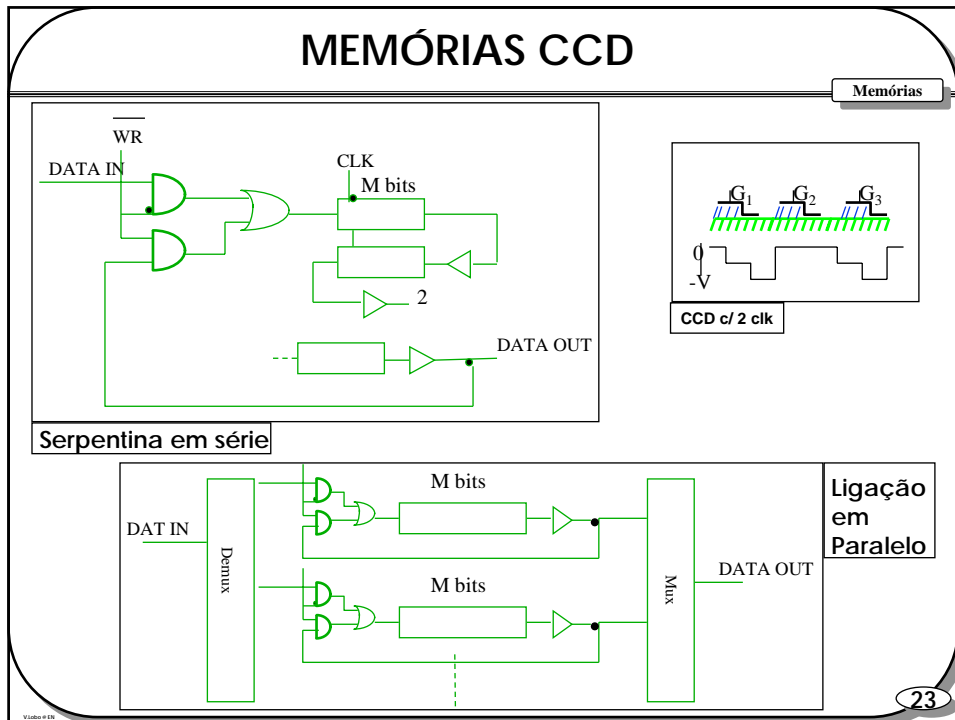 MEMÓRIAS CCD
Memórias
WR
DATA IN
CLK
M bits
2
DATA OUT
Serpentina em série
G1 G2 G3
0
-V
CCD c/ 2 clk
M bits
DAT IN
Demux
M bits
Mux
DATA OUT
Ligação
em
Paralelo
23
V.Lobo @ EN